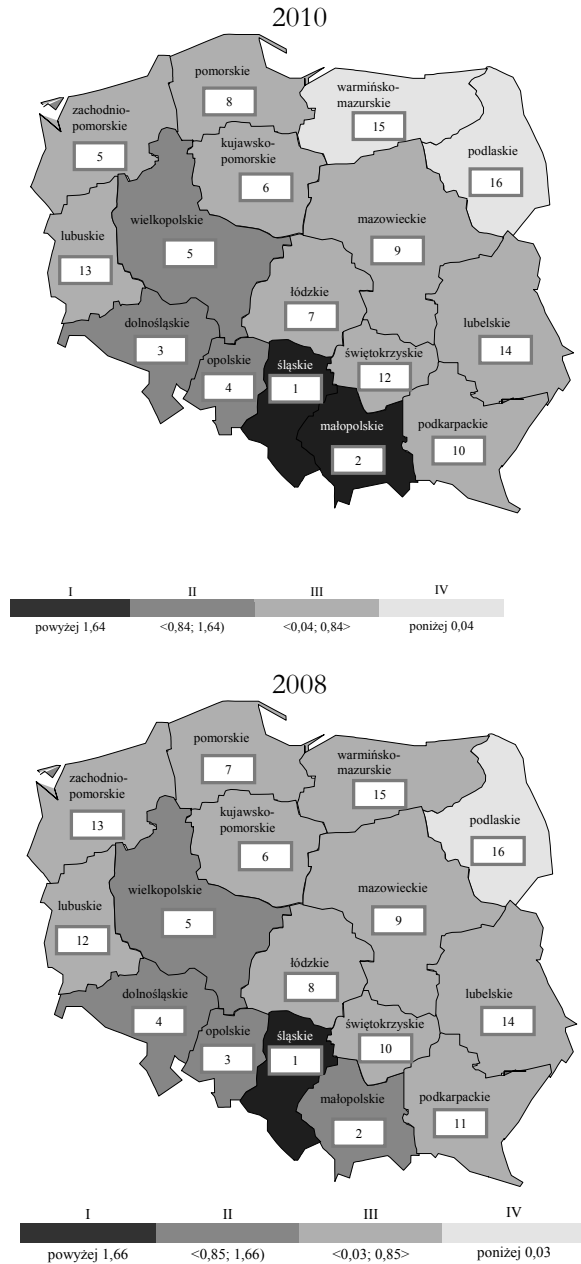 2010
pomorskie
8
warmińsko-
mazurskie
15
zachodnio-
pomorskie
5
kujawsko-
pomorskie
6
podlaskie
16
wielkopolskie
5
mazowieckie
9
lubuskie
13
łódzkie
7
dolnośląskie
3
lubelskie
14
opolskie
4
śląskie
1
świętokrzyskie
12
małopolskie
2
podkarpackie
10
I II III IV
powyżej 1,64 <0,84; 1,64) <0,04; 0,84> poniżej 0,04
2008
pomorskie
7
warmińsko-
mazurskie
15
zachodnio-
pomorskie
13
kujawsko-
pomorskie
6
podlaskie
16
wielkopolskie
5
mazowieckie
9
lubuskie
12
łódzkie
8
dolnośląskie
4
lubelskie
14
opolskie
3
śląskie
1
świętokrzyskie
10
małopolskie
2
podkarpackie
11
I II III IV
powyżej 1,66 <0,85; 1,66) <0,03; 0,85> poniżej 0,03